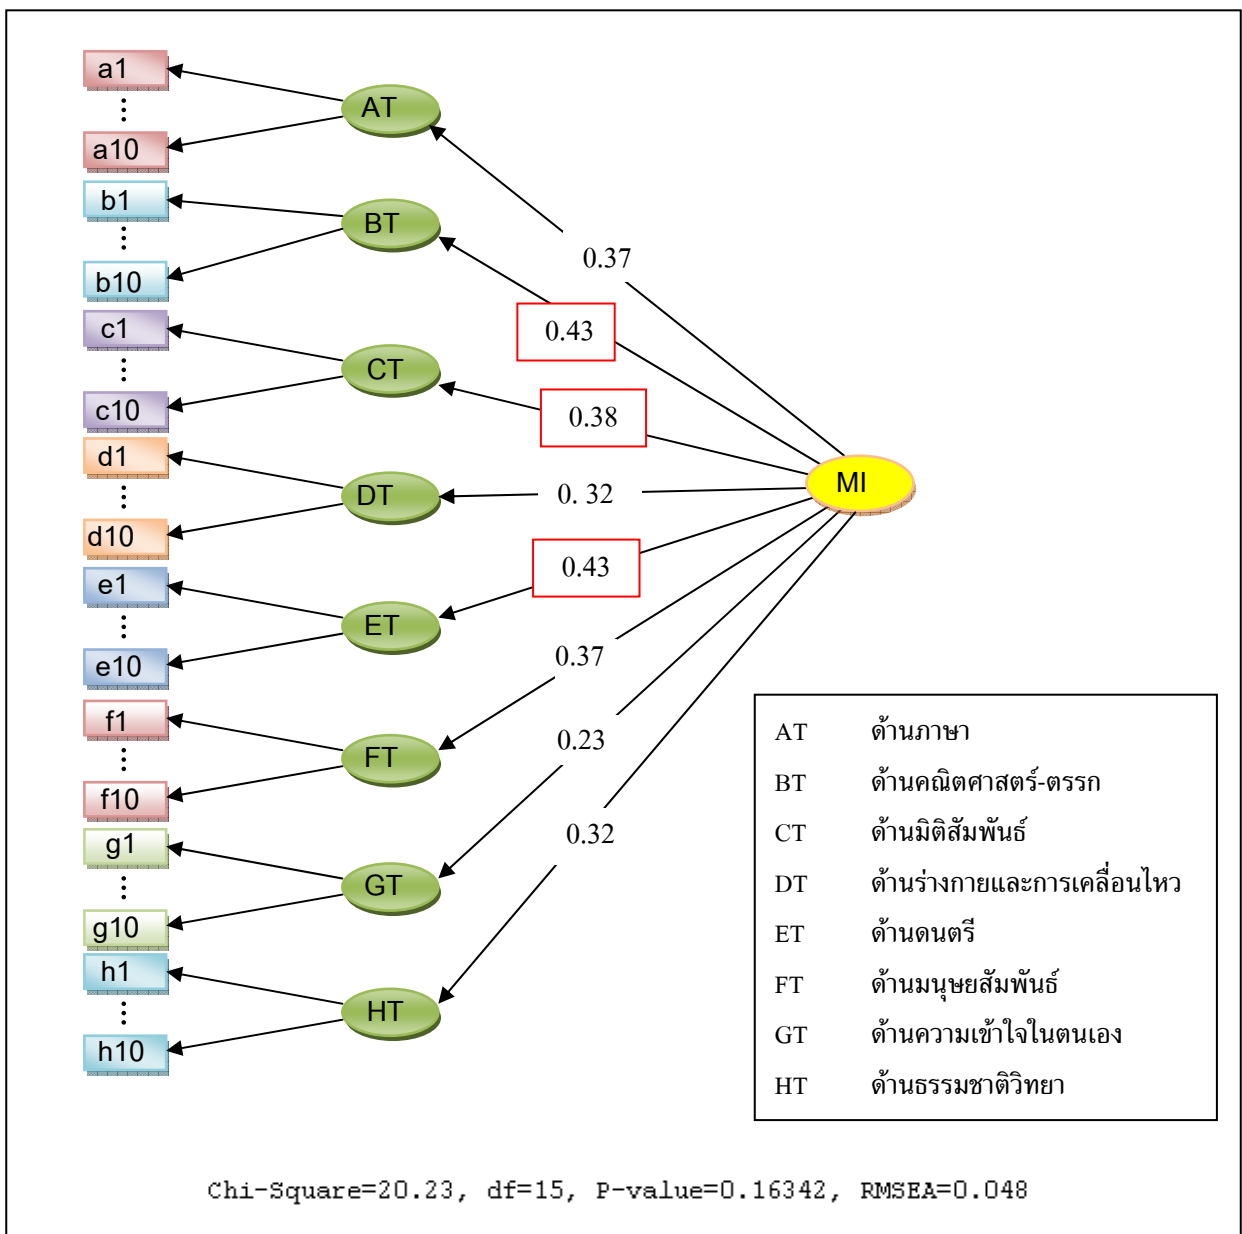 a1
AT
a10
b1
BT
b10
0.37
0.43
c1
CT
c10
0.38
d1
DT
d10
0. 32
MI
e1
ET
e10
0.43
f1
FT
f10
0.37
g1
GT
g10
0.23
h1
HT
h10
0.32
AT ด้านภาษา
BT ด้านคณิตศาสตร์-ตรรก
CT ด้านมิติสัมพันธ์
DT ด้านร่างกายและการเคลื่อนไหว
ET ด้านดนตรี
FT ด้านมนุษยสัมพันธ์
GT ด้านความเข้าใจในตนเอง
HT ด้านธรรมชาติวิทยา
Chi-Square=20.23, df=15, P-value=0.16342, RMSEA=0.048